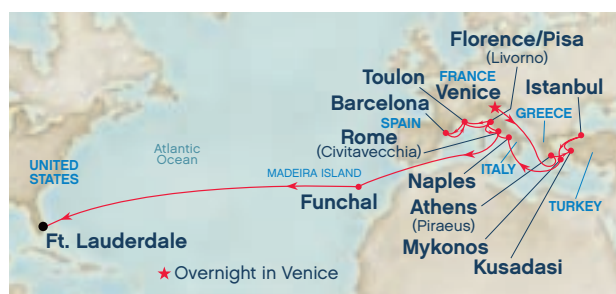 Florence/Pisa
(Livorno)
Toulon
FRANCE
Venice
Istanbul
Barcelona
SPAIN
GREECE
Rome
(Civitavecchia)
Atlantic
Ocean
UNITED
STATES
MADEIRA ISLAND
ITALY
Naples
Funchal
Athens
(Piraeus)
TURKEY
Ft. Lauderdale
Mykonos
Kusadasi
Overnight in Venice